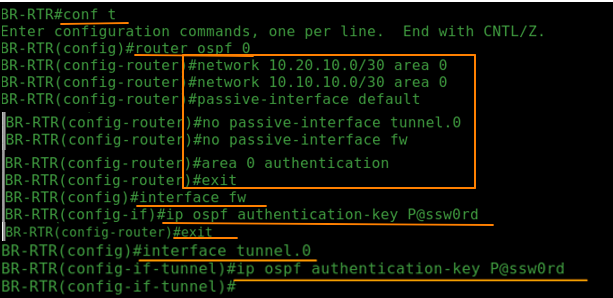 BR-RTR#conf t
Enter configuration commands, one per line.  End with CNTL/Z.
BR-RTR(config)#router ospf 0
BR-RTR(config-router)#network 10.20.10.0/30 area 0
BR-RTR(config-router)#network 10.10.10.0/30 area 0
BR-RTR(config-router)#passive-interface default
BR-RTR(config-router)#no passive-interface tunnel.0
BR-RTR(config-router)#no passive-interface fw
BR-RTR(config-router)#area 0 authentication
BR-RTR(config-router)#exit
BR-RTR(config)#interface fw
BR-RTR(config-if)#ip ospf authentication-key P@ssw0rd
BR-RTR(config-router)#exit
BR-RTR(config)#interface tunnel.0
BR-RTR(config-if-tunnel)#ip ospf authentication-key P@ssw0rd
BR-RTR(config-if-tunnel)#